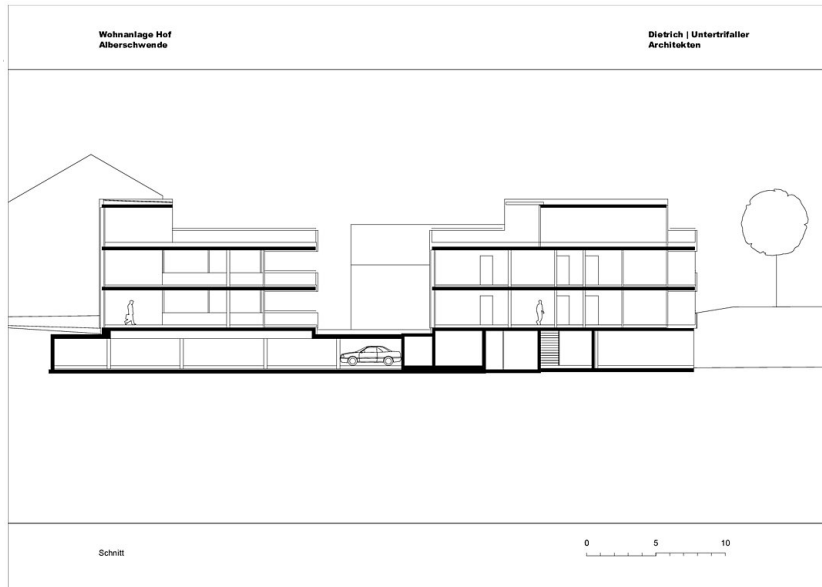 Wohnanlage Hof
Alberschwende
Dietrich | Untertrifaller
Architekten
Schnitt
0 5 10